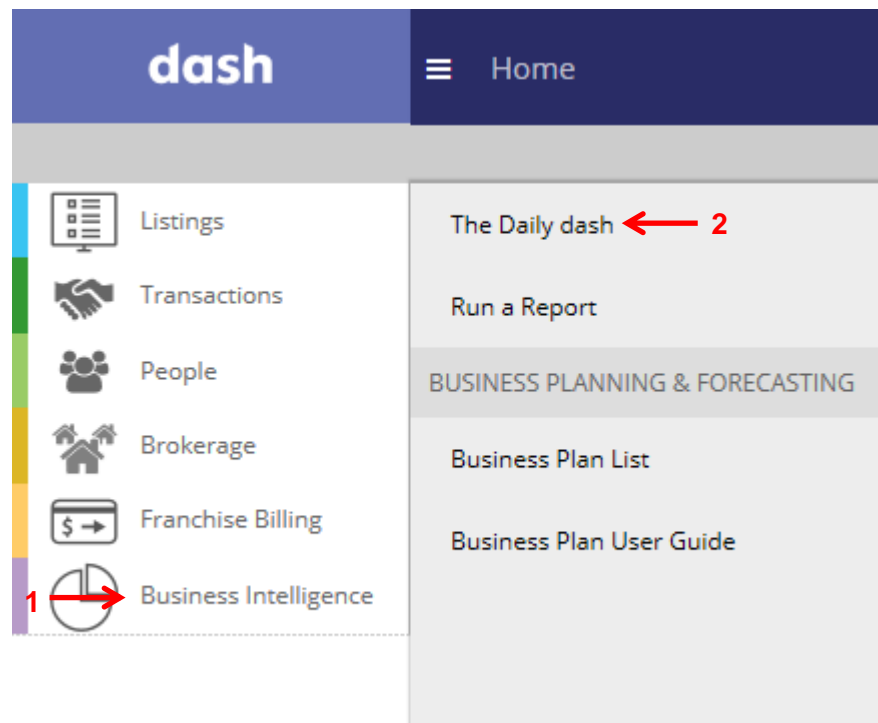 dash
Home
Listings
Transactions
People
Brokerage
$
Franchise Billing
1
Business Intelligence
The Daily dash
2
Run a Report
BUSINESS PLANNING & FORECASTING
Business Plan List
Business Plan User Guide